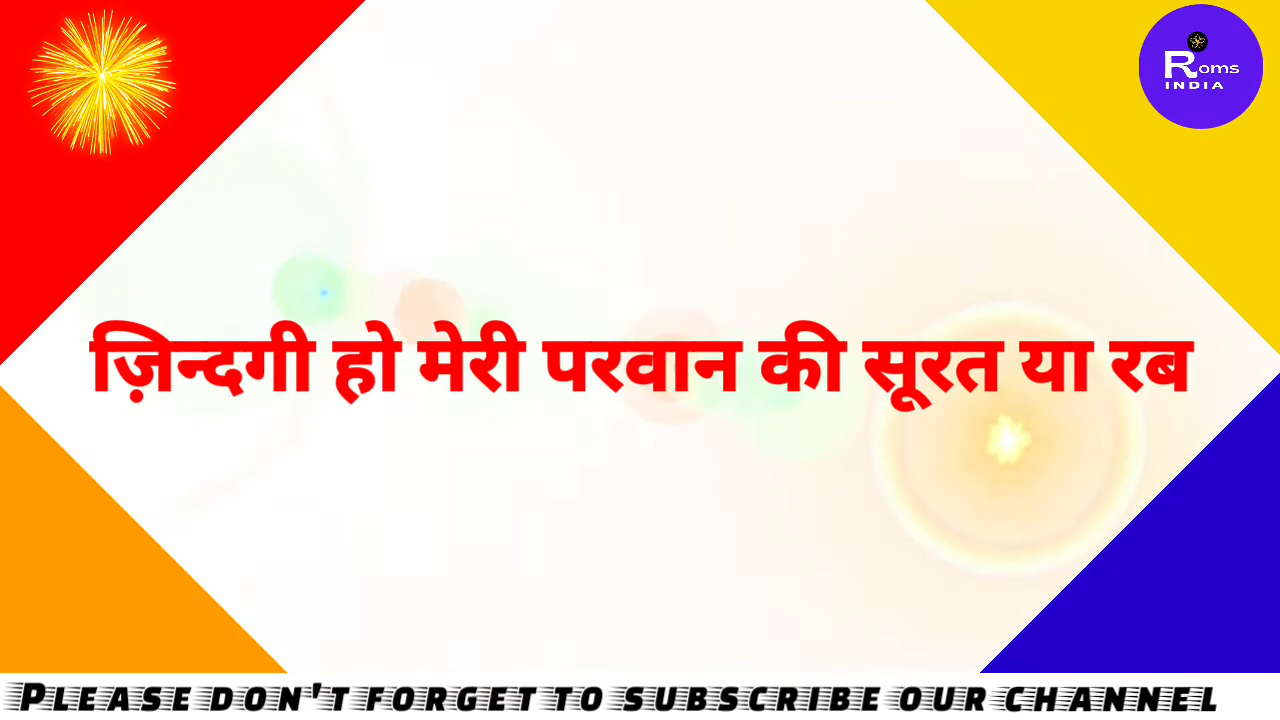 Roms
INDIA
ज़िन्दगी हो मेरी परवान की सूरत या रब
PLEASE DON'T FORGET TO SUBSCRIBE OUR CHANNEL